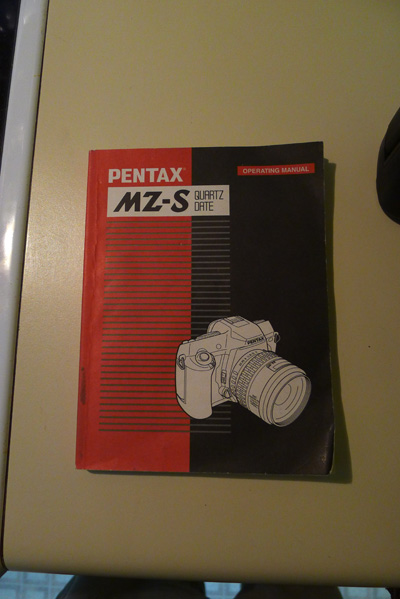 PENTAX®
OPERATING MANUAL
MZ-S QUARTZ
DATE
PENTAX